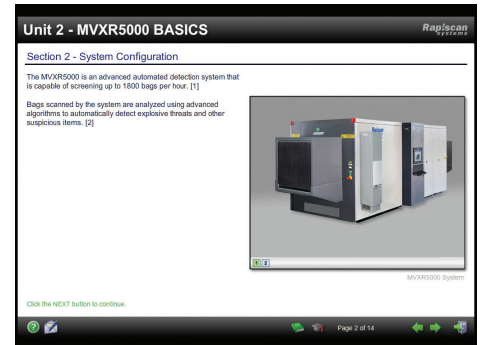 Unit 2 - MVXR5000 BASICS
Rapiscan
systems
Section 2 - System Configuration
The MVXR5000 is an advanced automated detection system that
is capable of screening up to 1800 bags per hour. [1]
Bags scanned by the system are analyzed using advanced
algorithms to automatically detect explosive threats and other
suspicious items. [2]
1 2
MVXR5000 System
Click the NEXT button to continue.
Page 2 of 14